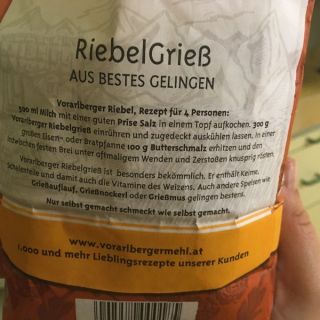 RiebelGrieß
AUS BESTES GELINGEN
Vorarlberger Riebel, Rezept für 4 Personen:
500 ml Milch mit einer guten Prise Salz in einem Topf aufkochen. 300 g
Vorarlberger Riebelgrieß einrühren und zugedeckt auskühlen lassen. In einer
großen Eisen- oder Bratpfanne 100 g Butterschmalz erhitzen und den
inzwischen festen Brei unter oftmaligem Wenden und Zerstoßen knusprig rösten.
Vorarlberger Riebelgrieß ist besonders bekömmlich. Er enthält Keime,
Schalenteile und damit auch die Vitamine des Weizens. Auch andere Speisen wie
Grießauflauf, Grießnockerl oder Grießmus gelingen bestens.
Nur selbst gemacht schmeckt wie selbst gemacht.
www.vorarlbergermehl.at
1.000 und mehr Lieblingsrezepte unserer Kunden